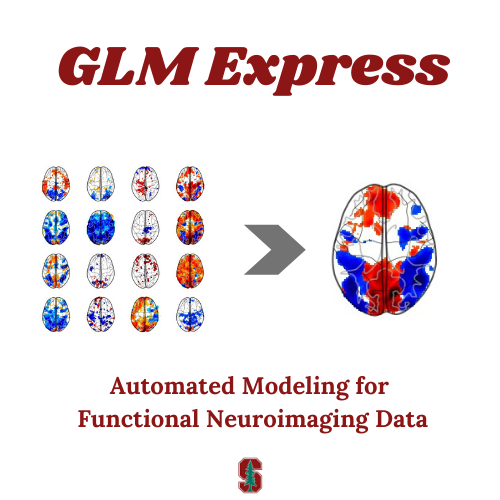 GLM Express
Automated Modeling for
Functional Neuroimaging Data
S